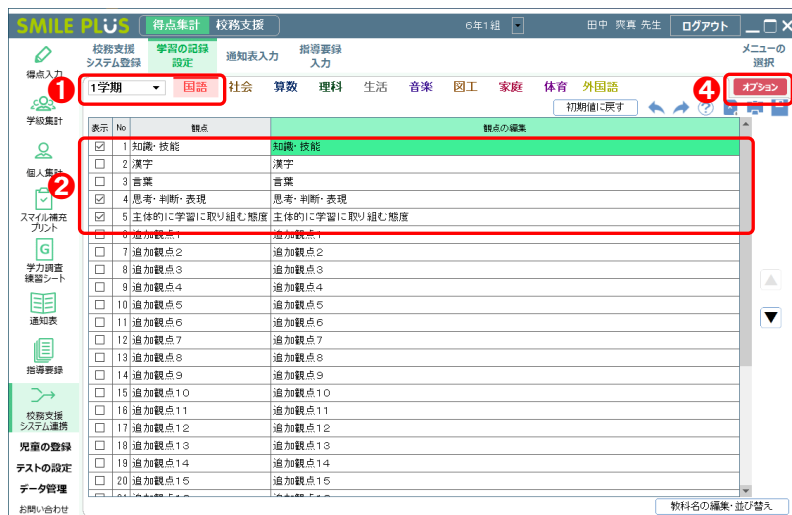 SMILE PLUS 得点集計 校務支援 6年1組 田中 爽真 先生 ログアウト
得点入力
学級集計
個人集計
スマイル補充
プリント
学力調査
練習シート
通知表
指導要録
校務支援
システム連携
児童の登録
テストの設定
データ管理
お問い合わせ
校務支援
システム登録
学習の記録
設定
通知表入力
指導要録
入力
メニューの
選択
❶ 1学期 国語 社会 算数 理科 生活 音楽 図工 家庭 体育 外国語 ❹ オプション
初期値に戻す
表示 No 観点 観点の編集
❷
1 知識・技能 知識・技能
2 漢字 漢字
3 言葉 言葉
4 思考・判断・表現 思考・判断・表現
5 主体的に学習に取り組む態度 主体的に学習に取り組む態度
6 追加観点1 追加観点1
7 追加観点2 追加観点2
8 追加観点3 追加観点3
9 追加観点4 追加観点4
10 追加観点5 追加観点5
11 追加観点6 追加観点6
12 追加観点7 追加観点7
13 追加観点8 追加観点8
14 追加観点9 追加観点9
15 追加観点10 追加観点10
16 追加観点11 追加観点11
17 追加観点12 追加観点12
18 追加観点13 追加観点13
19 追加観点14 追加観点14
20 追加観点15 追加観点15
教科名の編集・並び替え